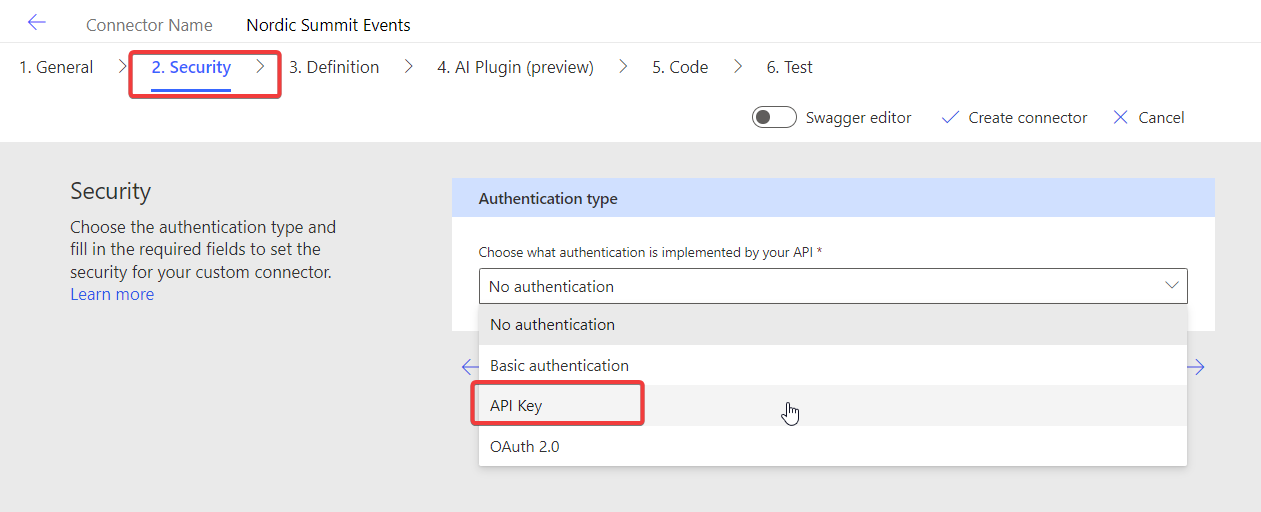 Connector Name Nordic Summit Events
1. General 2. Security 3. Definition 4. AI Plugin (preview) 5. Code 6. Test
Swagger editor Create connector Cancel
Security
Choose the authentication type and
fill in the required fields to set the
security for your custom connector.
Learn more
Authentication type
Choose what authentication is implemented by your API *
No authentication
No authentication
Basic authentication
API Key
OAuth 2.0